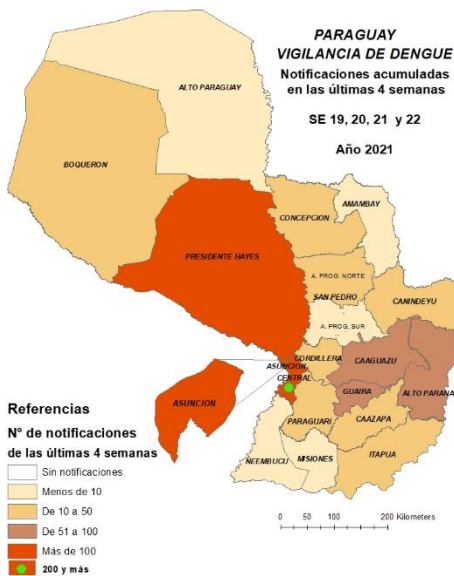 PARAGUAY
VIGILANCIA DE DENGUE
Notificaciones acumuladas
en las últimas 4 semanas
SE 19, 20, 21 y 22
Año 2021
ALTO PARAGUAY
BOQUERON
AMAMBAY
CONCEPCION
PRESIDENTE HAYES
A. PROG. NORTE
SAN PEDRO
CANINDEYU
A. PROG. SUR
CORDILLERA
CAAGUAZU
ASUNCION
CENTRAL
ASUNCION
GUAIRA
ALTO PARANA
PARAGUARI
CAAZAPA
ÑEEMBUCU
MISIONES
ITAPUA
Referencias
N° de notificaciones
de las últimas 4 semanas
Sin notificaciones
Menos de 10
De 10 a 50
De 51 a 100
Más de 100
200 y más
0 50 100 200 Kilometers